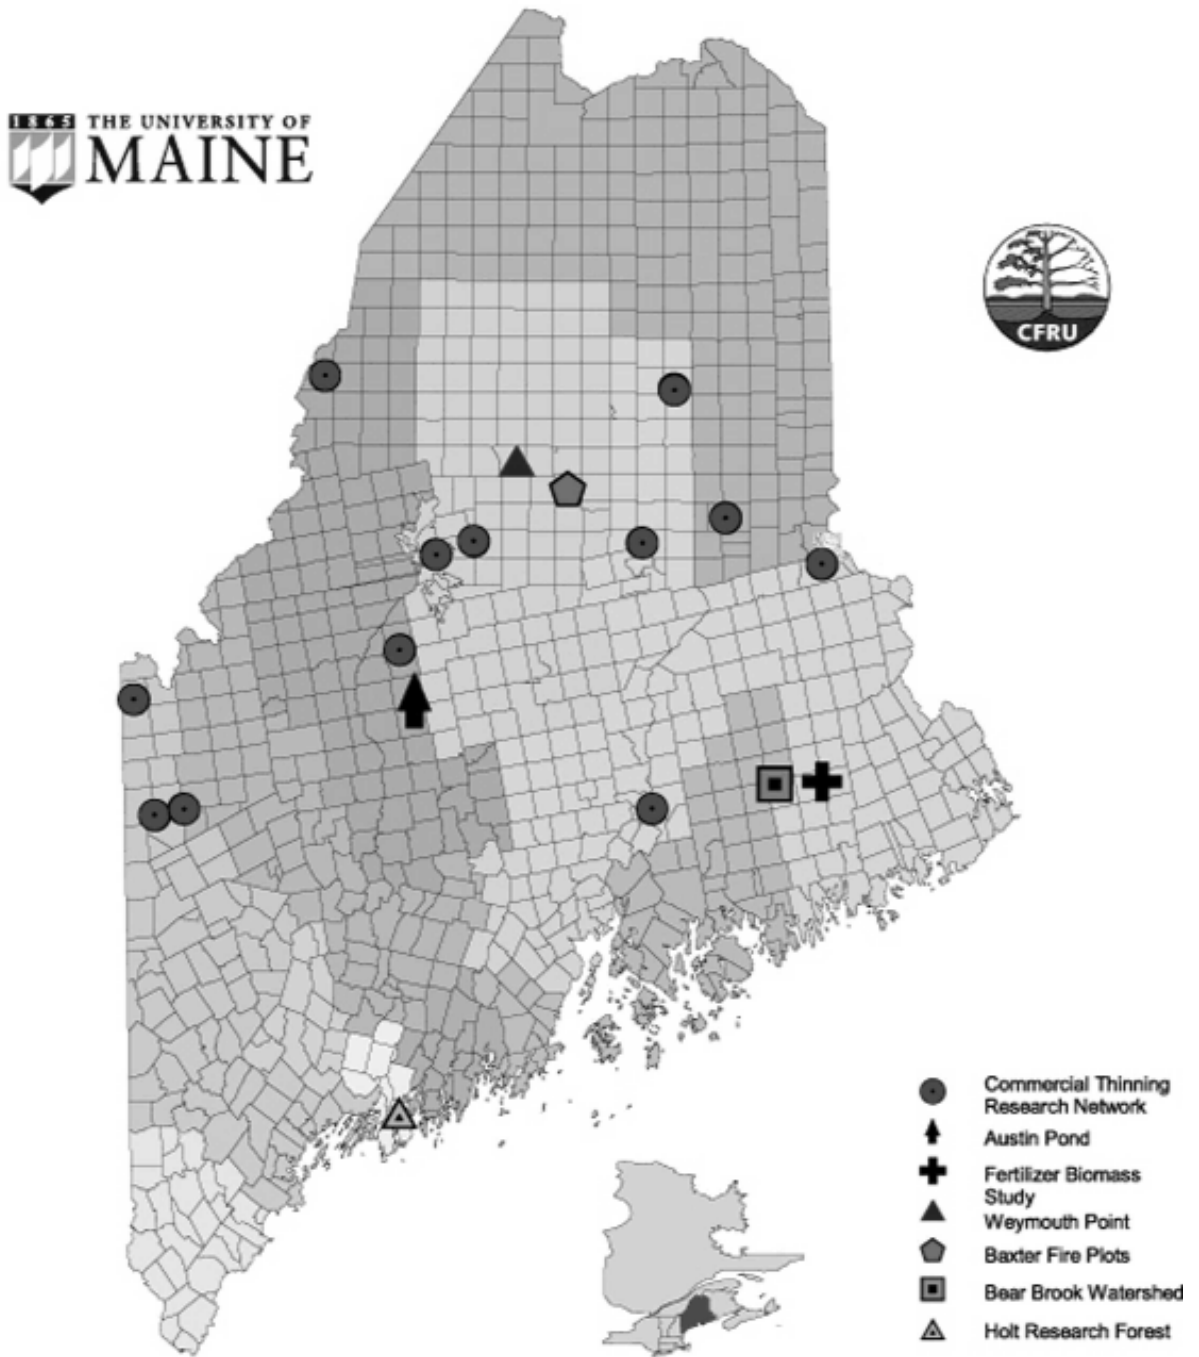 1865 THE UNIVERSITY OF
MAINE
CFRU
Commercial Thinning
Research Network
Austin Pond
Fertilizer Biomass
Study
Weymouth Point
Baxter Fire Plots
Bear Brook Watershed
Holt Research Forest